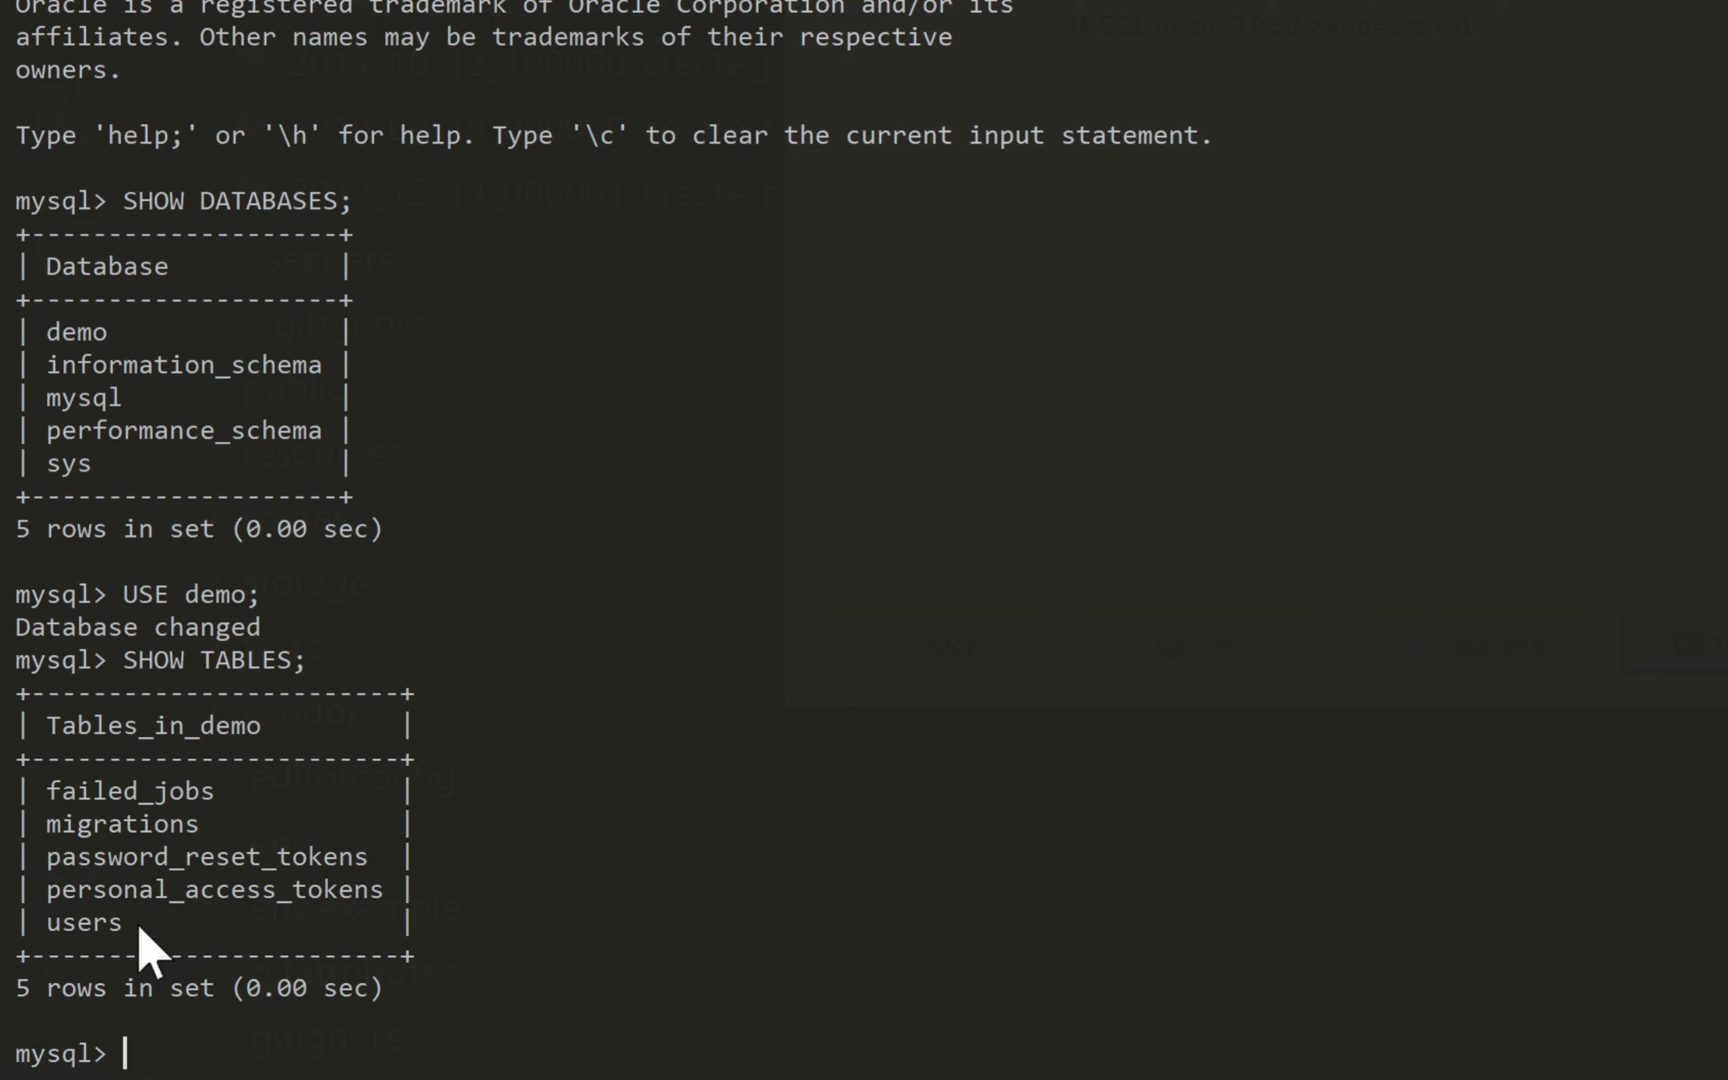 Oracle is a registered trademark of Oracle Corporation and/or its
affiliates. Other names may be trademarks of their respective
owners.
Type 'help;' or '\h' for help. Type '\c' to clear the current input statement.
mysql> SHOW DATABASES;
+--------------------+
| Database           |
+--------------------+
| demo               |
| information_schema |
| mysql              |
| performance_schema |
| sys                |
+--------------------+
5 rows in set (0.00 sec)
mysql> USE demo;
Database changed
mysql> SHOW TABLES;
+------------------------+
| Tables_in_demo         |
+------------------------+
| failed_jobs            |
| migrations             |
| password_reset_tokens  |
| personal_access_tokens |
| users                  |
+------------------------+
5 rows in set (0.00 sec)
mysql>